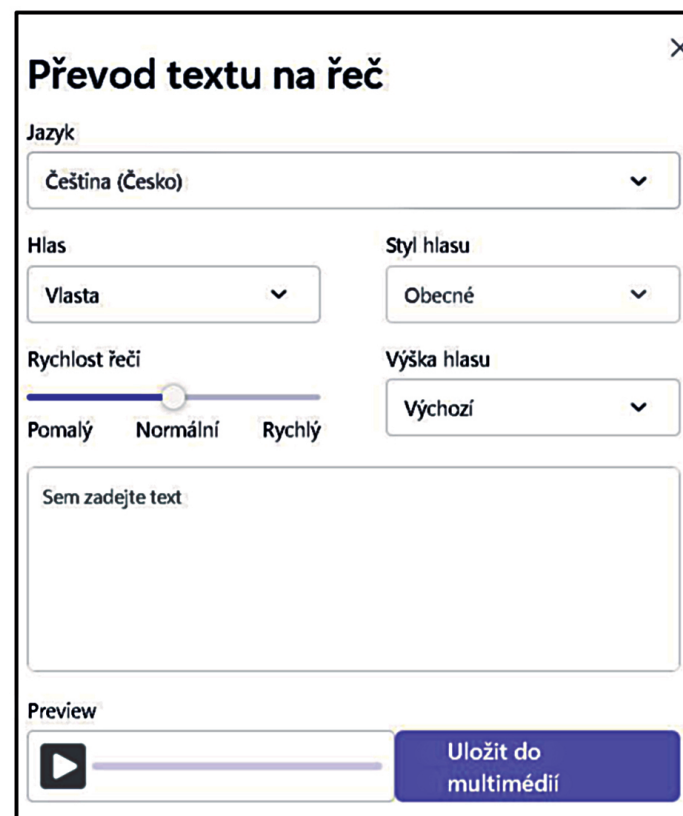 Převod textu na řeč
Jazyk
Čeština (Česko)
Hlas
Styl hlasu
Vlasta
Obecné
Rychlost řeči
Výška hlasu
Výchozí
Pomalý Normální Rychlý
Sem zadejte text
Preview
Uložit do
multimédií